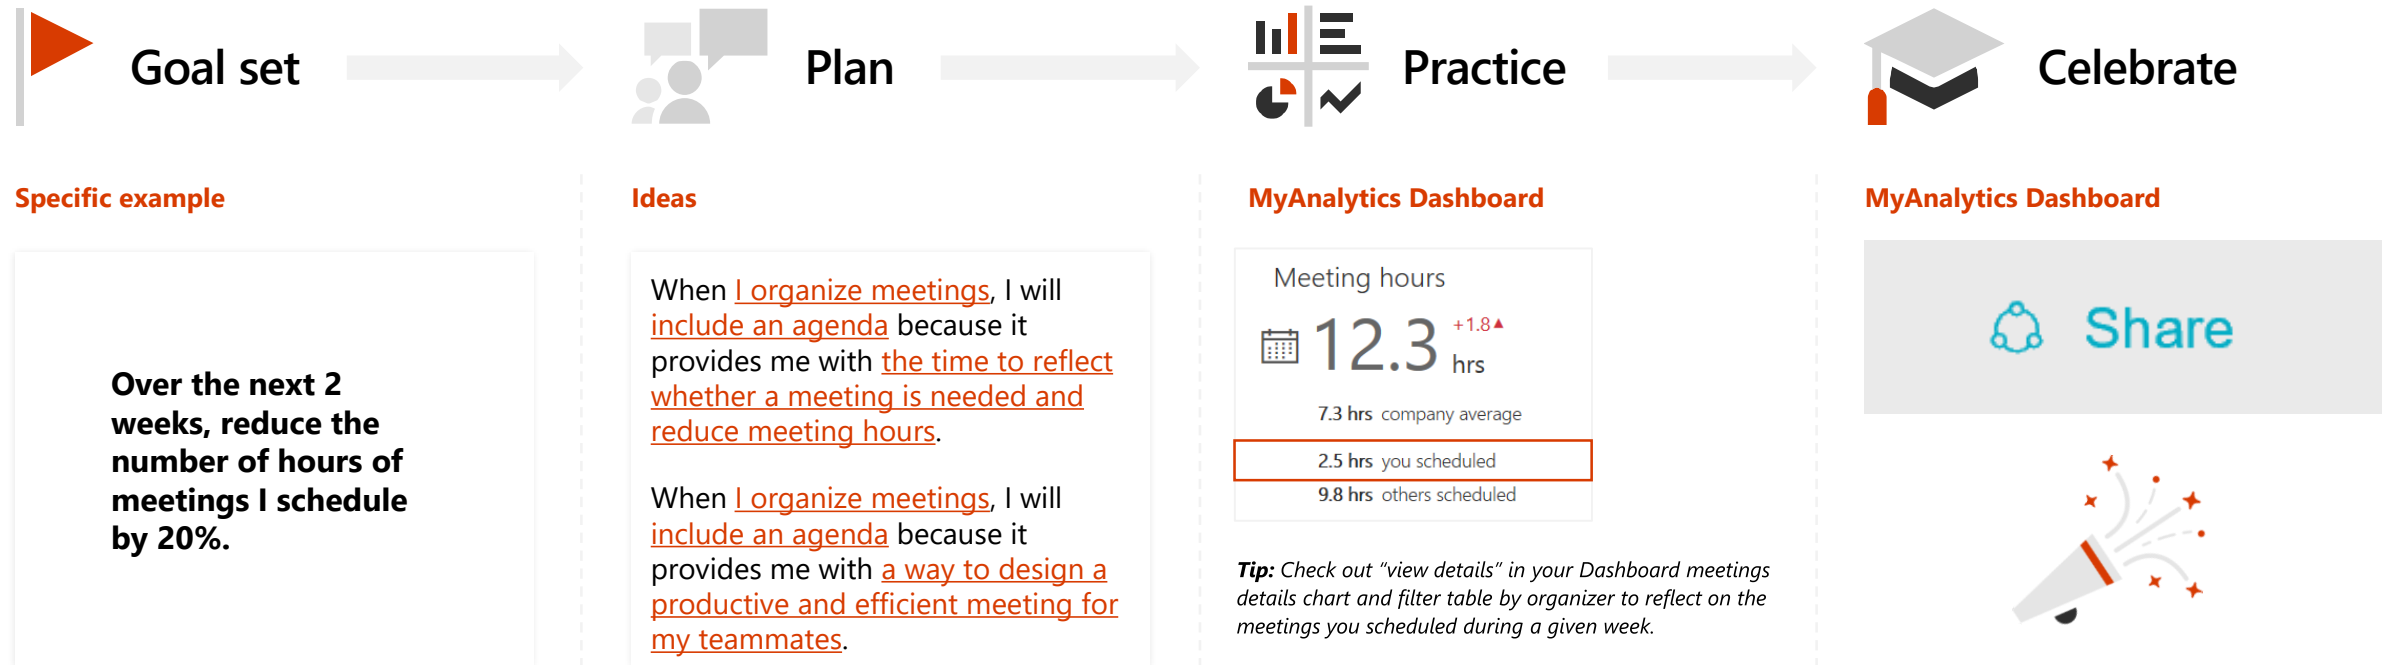 Goal set
Plan
Practice
Celebrate
Specific example
Over the next 2
weeks, reduce the
number of hours of
meetings I schedule
by 20%.
Ideas
When I organize meetings, I will
include an agenda because it
provides me with the time to reflect
whether a meeting is needed and
reduce meeting hours.
When I organize meetings, I will
include an agenda because it
provides me with a way to design a
productive and efficient meeting for
my teammates.
MyAnalytics Dashboard
Meeting hours
12.3 hrs +1.8▲
7.3 hrs company average
2.5 hrs you scheduled
9.8 hrs others scheduled
Tip: Check out “view details” in your Dashboard meetings
details chart and filter table by organizer to reflect on the
meetings you scheduled during a given week.
MyAnalytics Dashboard
Share